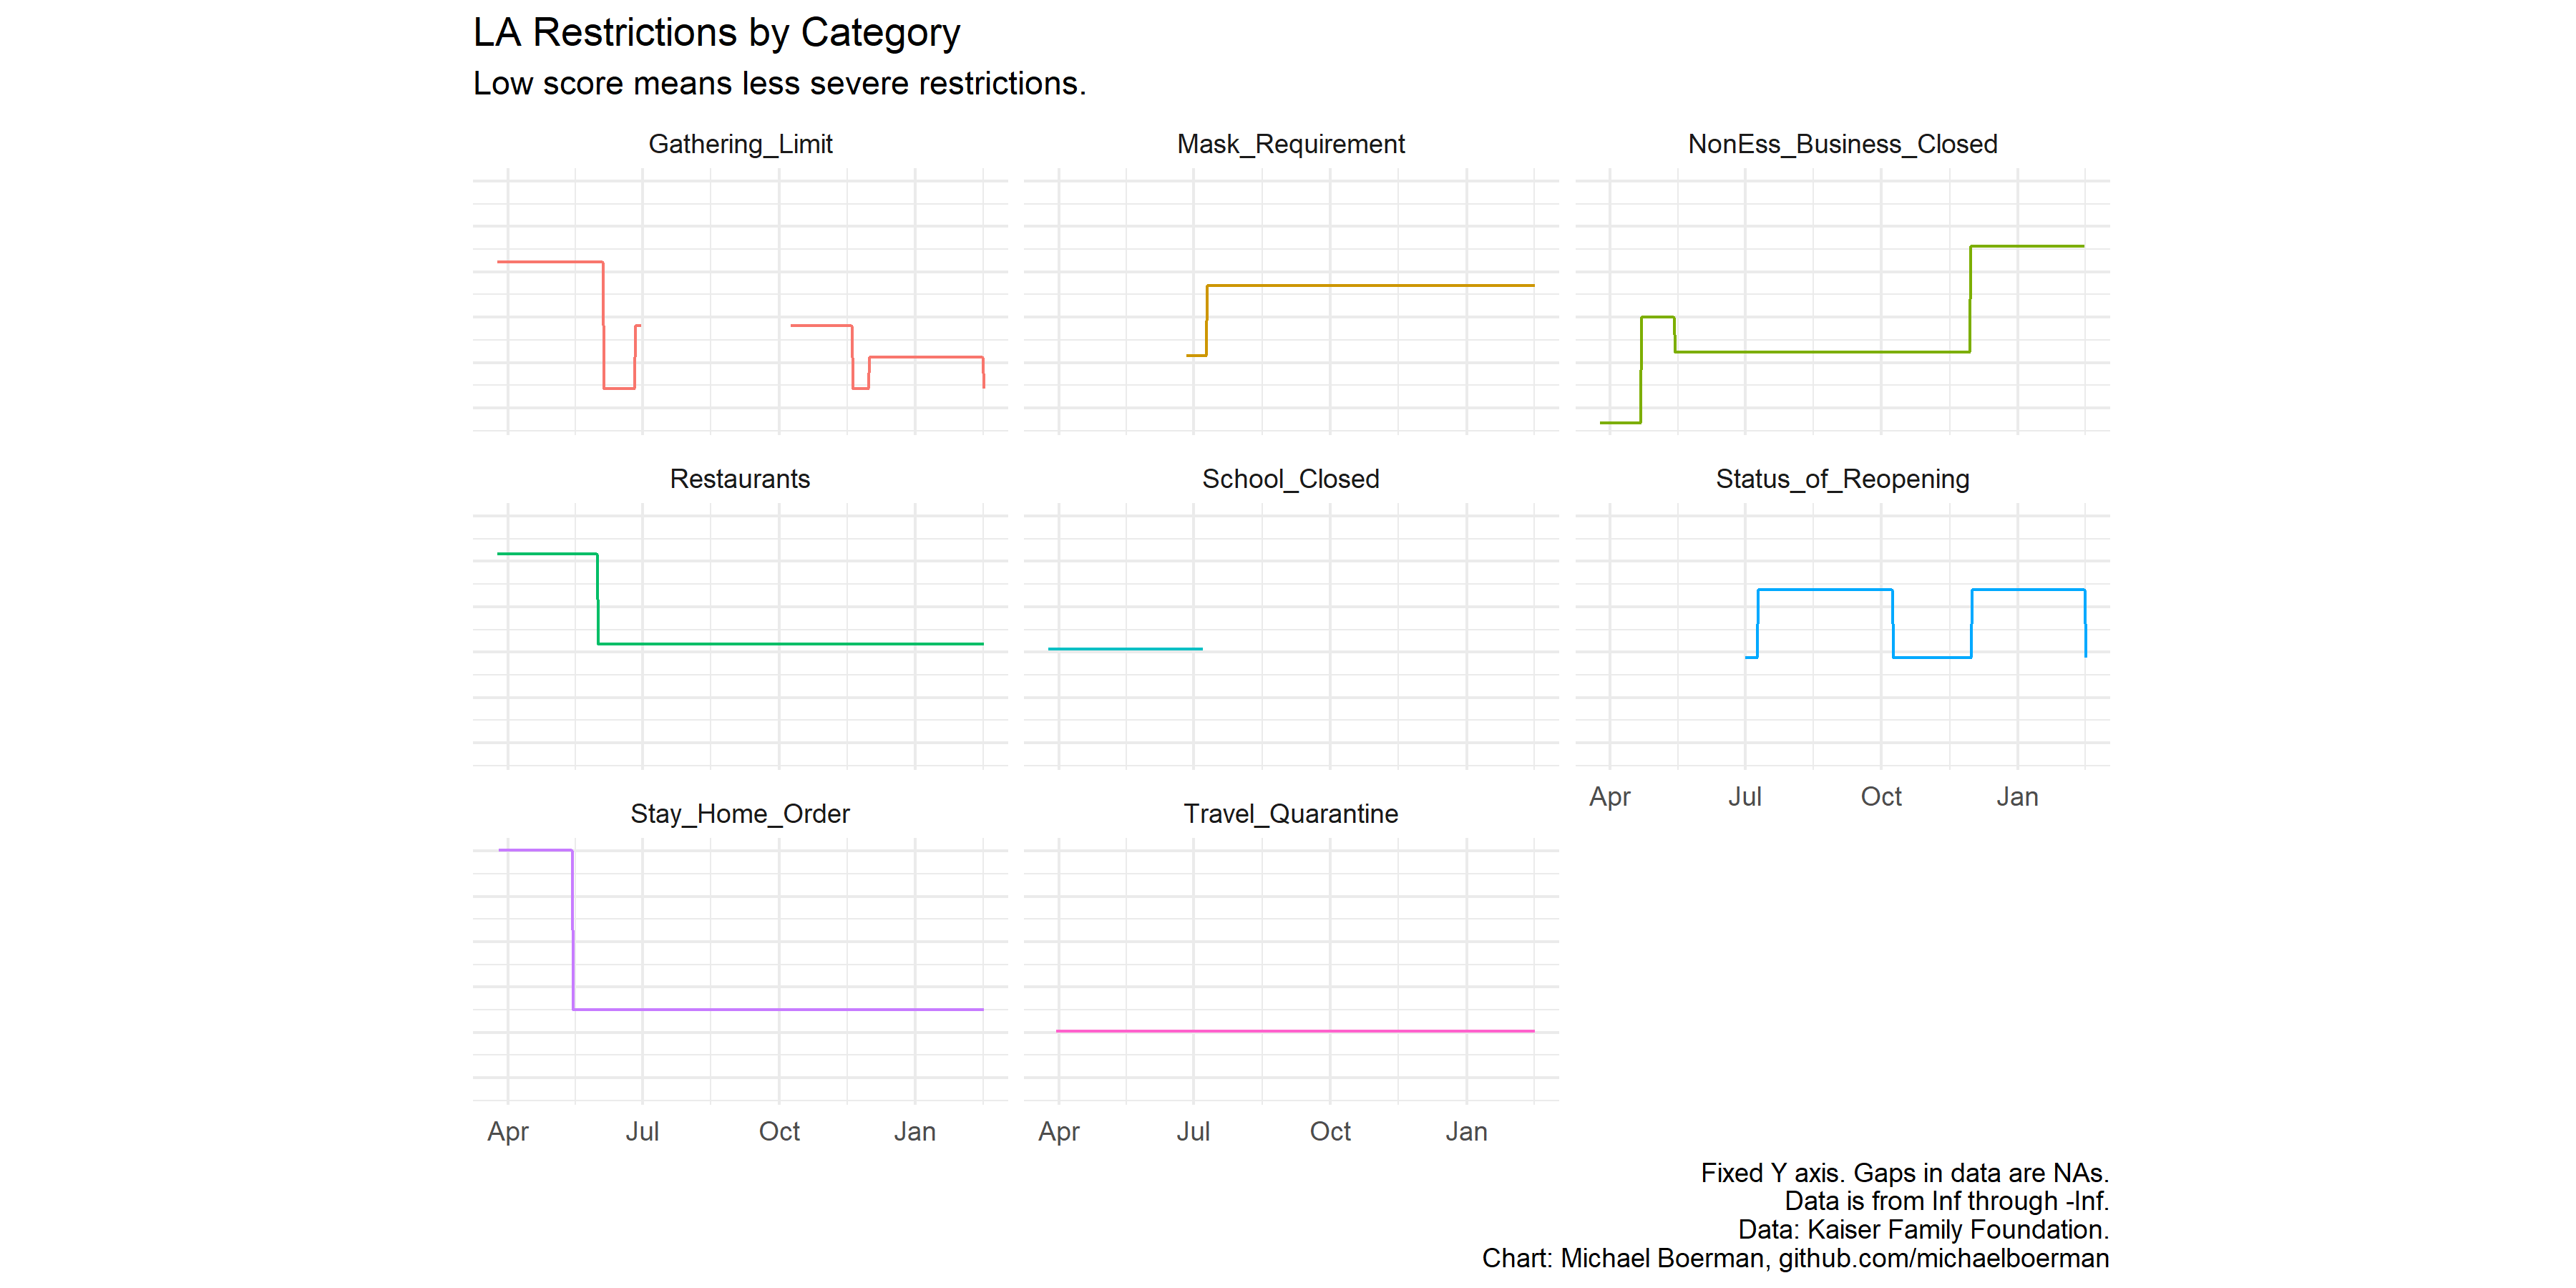 LA Restrictions by Category
Low score means less severe restrictions.
Gathering_Limit
Mask_Requirement
NonEss_Business_Closed
Restaurants
School_Closed
Status_of_Reopening
Apr Jul Oct Jan
Stay_Home_Order
Travel_Quarantine
Apr Jul Oct Jan
Apr Jul Oct Jan
Fixed Y axis. Gaps in data are NAs.
Data is from Inf through -Inf.
Data: Kaiser Family Foundation.
Chart: Michael Boerman, github.com/michaelboerman